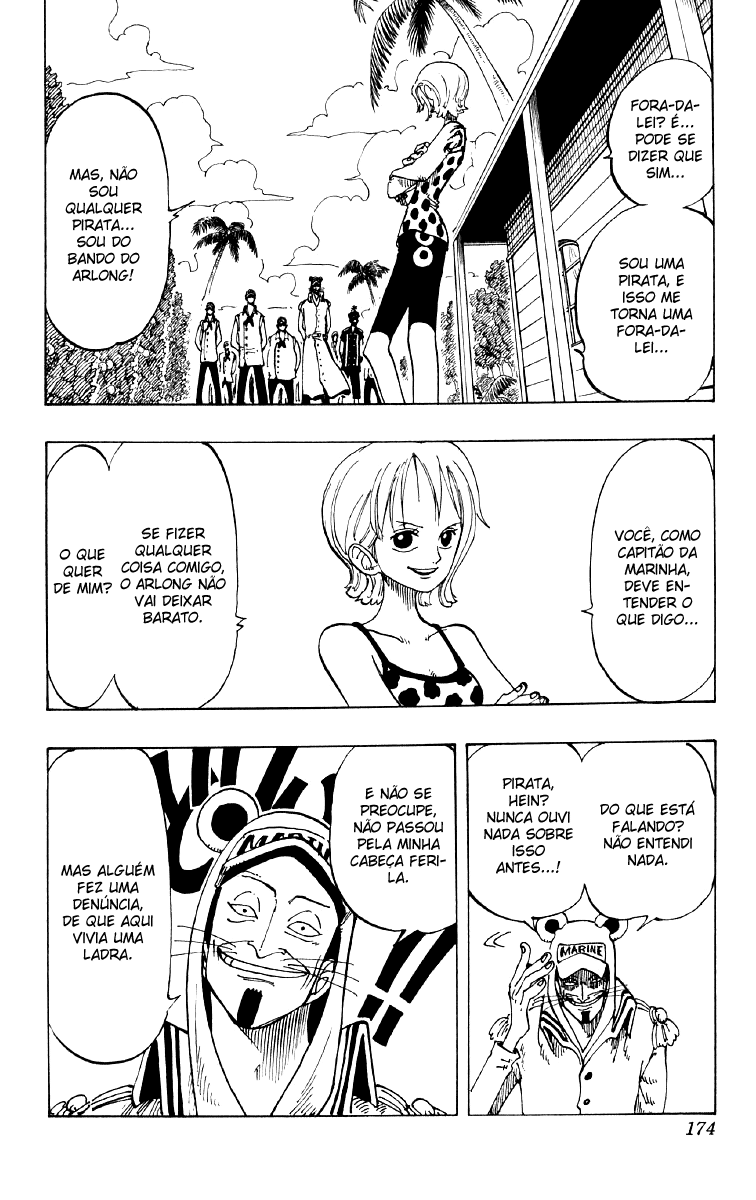 FORA-DA-
LEI? É...
PODE SE
DIZER QUE
SIM...
SOU UMA
PIRATA, E
ISSO ME
TORNA UMA
FORA-DA-
LEI...
MAS, NÃO
SOU
QUALQUER
PIRATA...
SOU DO
BANDO DO
ARLONG!
VOCÊ, COMO
CAPITÃO DA
MARINHA,
DEVE EN-
TENDER O
QUE DIGO...
SE FIZER
QUALQUER
COISA COMIGO,
O ARLONG NÃO
VAI DEIXAR
BARATO.
O QUE
QUER
DE MIM?
DO QUE ESTÁ
FALANDO?
NÃO ENTENDI
NADA.
PIRATA,
HEIN?
NUNCA OUVI
NADA SOBRE
ISSO
ANTES...!
MARINE
E NÃO SE
PREOCUPE,
NÃO PASSOU
PELA MINHA
CABEÇA FERI-
LA.
MARINE
MAS ALGUÉM
FEZ UMA
DENÚNCIA,
DE QUE AQUI
VIVIA UMA
LADRA.
174